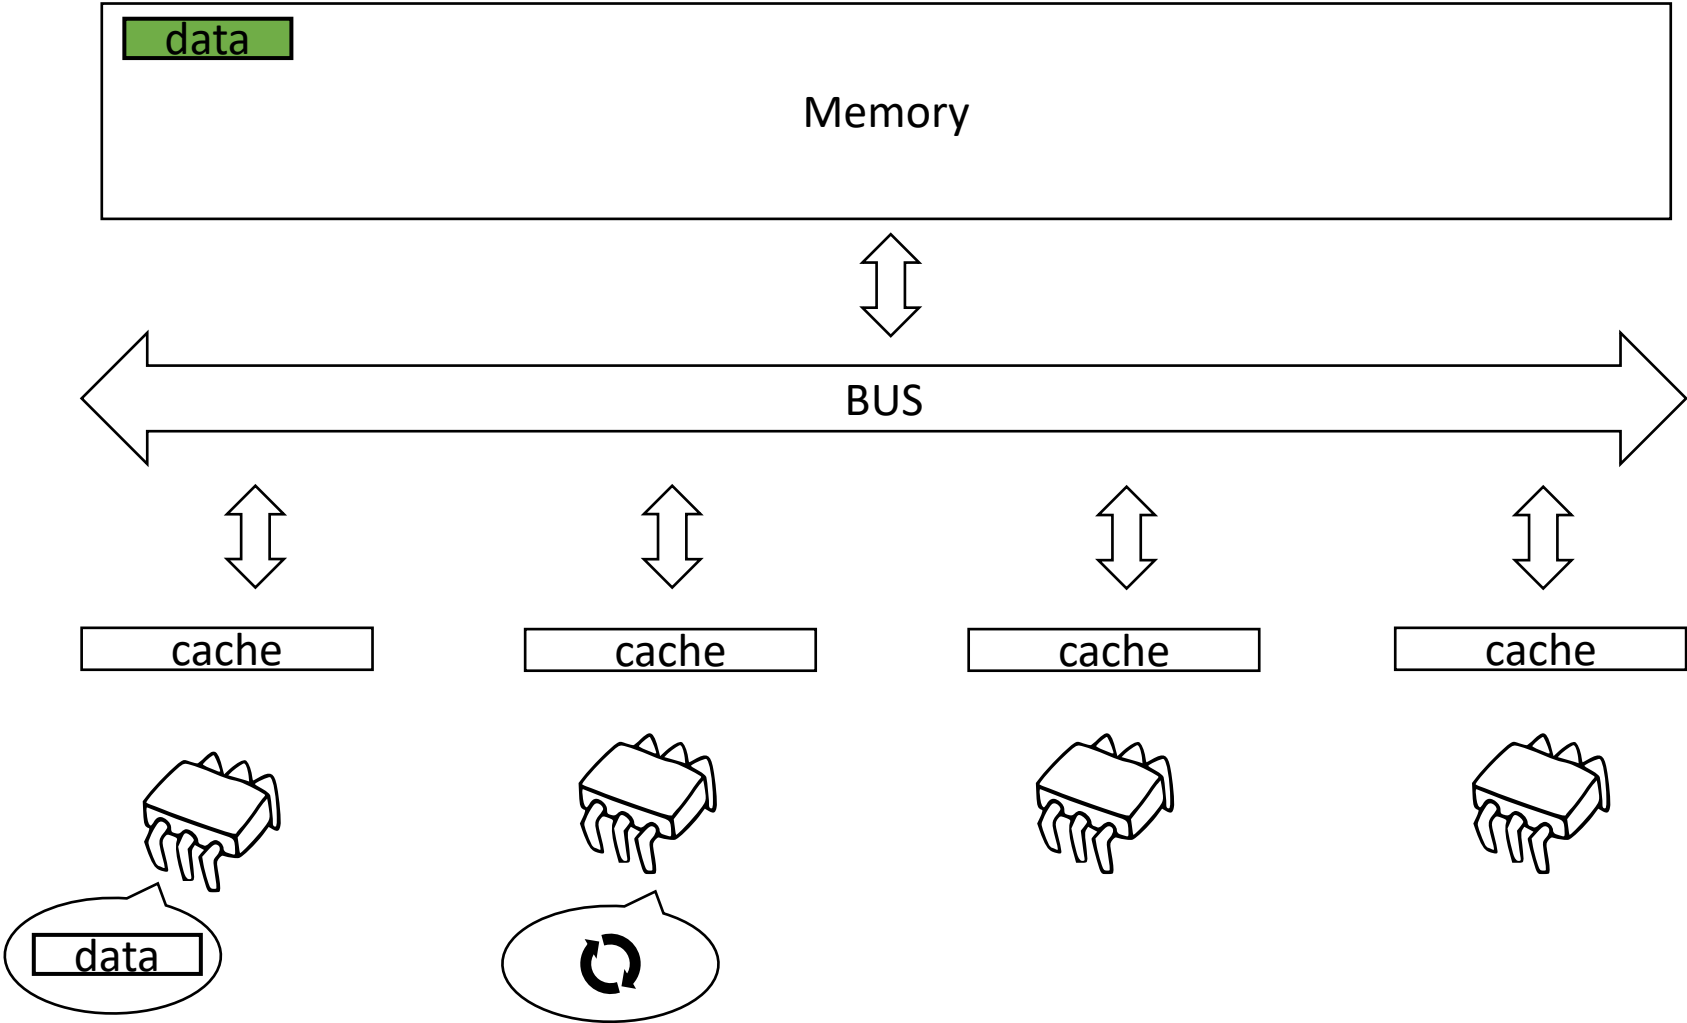 data
Memory
BUS
cache
cache
cache
cache
data